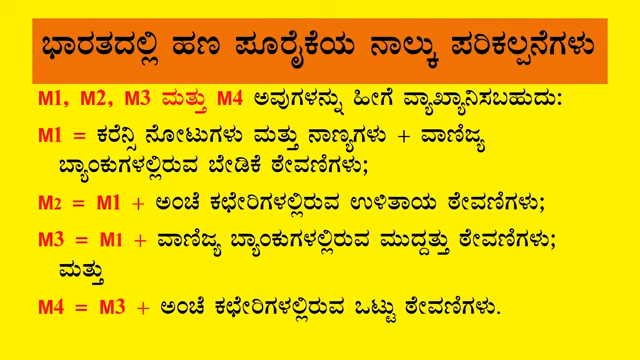 ಭಾರತದಲ್ಲಿ ಹಣ ಪೂರೈಕೆಯ ನಾಲ್ಕು ಪರಿಕಲ್ಪನೆಗಳು
M1, M2, M3 ಮತ್ತು M4 ಅವುಗಳನ್ನು ಹೀಗೆ ವ್ಯಾಖ್ಯಾನಿಸಬಹುದು:
M1 = ಕರೆನ್ಸಿ ನೋಟುಗಳು ಮತ್ತು ನಾಣ್ಯಗಳು + ವಾಣಿಜ್ಯ
ಬ್ಯಾಂಕುಗಳಲ್ಲಿರುವ ಬೇಡಿಕೆ ಠೇವಣಿಗಳು;
M2 = M1 + ಅಂಚೆ ಕಛೇರಿಗಳಲ್ಲಿರುವ ಉಳಿತಾಯ ಠೇವಣಿಗಳು;
M3 = M1 + ವಾಣಿಜ್ಯ ಬ್ಯಾಂಕುಗಳಲ್ಲಿರುವ ಮುದ್ದತ್ತು ಠೇವಣಿಗಳು;
ಮತ್ತು
M4 = M3 + ಅಂಚೆ ಕಛೇರಿಗಳಲ್ಲಿರುವ ಒಟ್ಟು ಠೇವಣಿಗಳು.